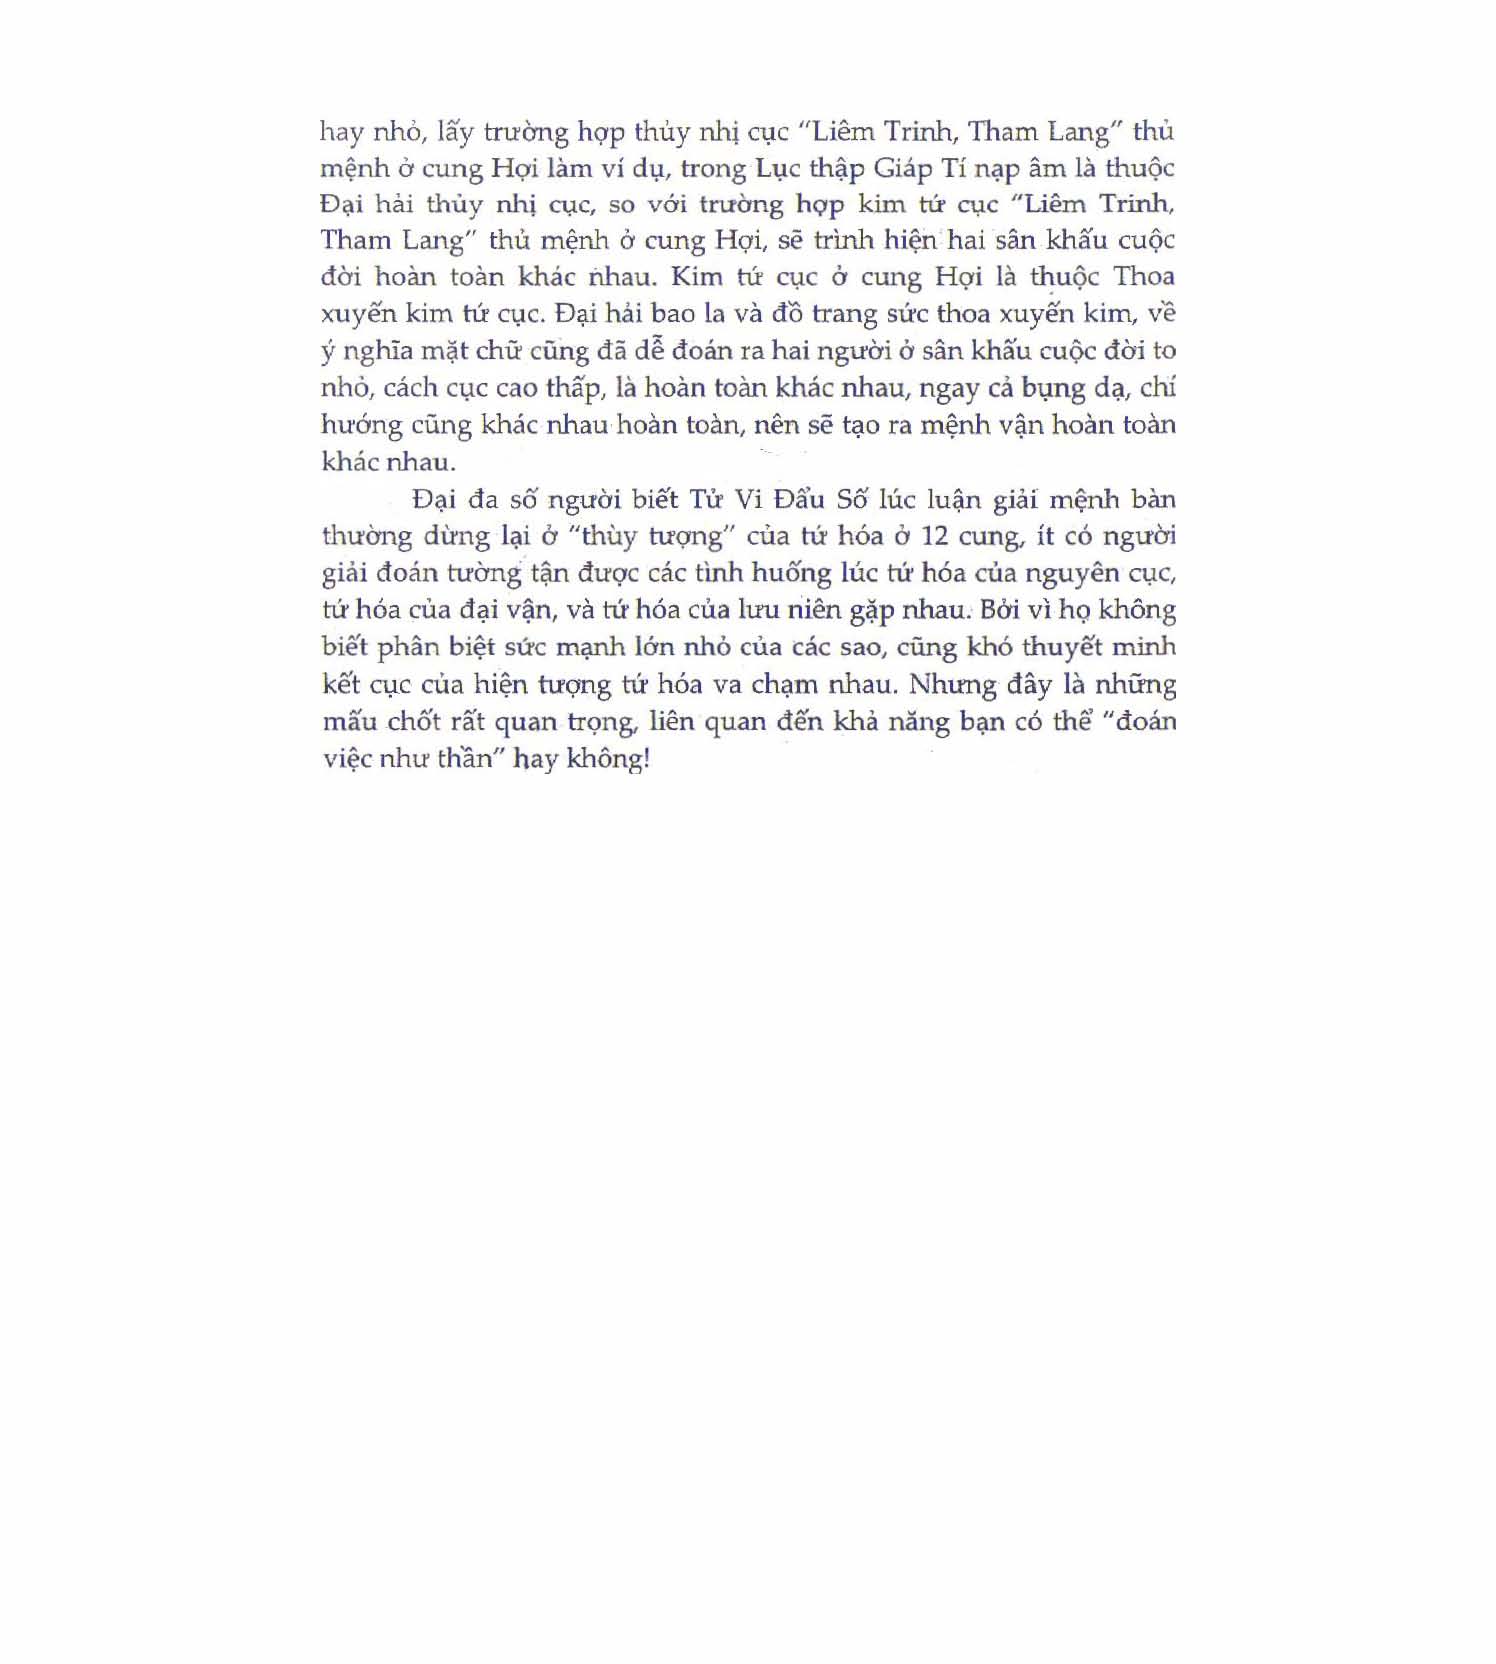 hay nhỏ, lấy trường hợp thủy nhị cục "Liêm Trinh, Tham Lang" thủ
mệnh ở cung Hợi làm ví dụ, trong Lục thập Giáp Tí nạp âm là thuộc
Đại hải thủy nhị cục, so với trường hợp kim tứ cục "Liêm Trinh,
Tham Lang" thủ mệnh ở cung Hợi, sẽ trình hiện hai sân khấu cuộc
đời hoàn toàn khác nhau. Kim tứ cục ở cung Hợi là thuộc Thoa
xuyến kim tứ cục. Đại hải bao la và đồ trang sức thoa xuyến kim, về
ý nghĩa mặt chữ cũng đã dễ đoán ra hai người ở sân khấu cuộc đời to
nhỏ, cách cục cao thấp, là hoàn toàn khác nhau, ngay cả bụng dạ, chí
hướng cũng khác nhau hoàn toàn, nên sẽ tạo ra mệnh vận hoàn toàn
khác nhau.
Đại đa số người biết Tử Vi Đẩu Số lúc luận giải mệnh bàn
thường dừng lại ở "thùy tượng" của tứ hóa ở 12 cung, ít có người
giải đoán tường tận được các tình huống lúc tứ hóa của nguyên cục,
tứ hóa của đại vận, và tứ hóa của lưu niên gặp nhau. Bởi vì họ không
biết phân biệt sức mạnh lớn nhỏ của các sao, cũng khó thuyết minh
kết cục của hiện tượng tứ hóa va chạm nhau. Nhưng đây là những
mấu chốt rất quan trọng, liên quan đến khả năng bạn có thể "đoán
việc như thần" hay không!